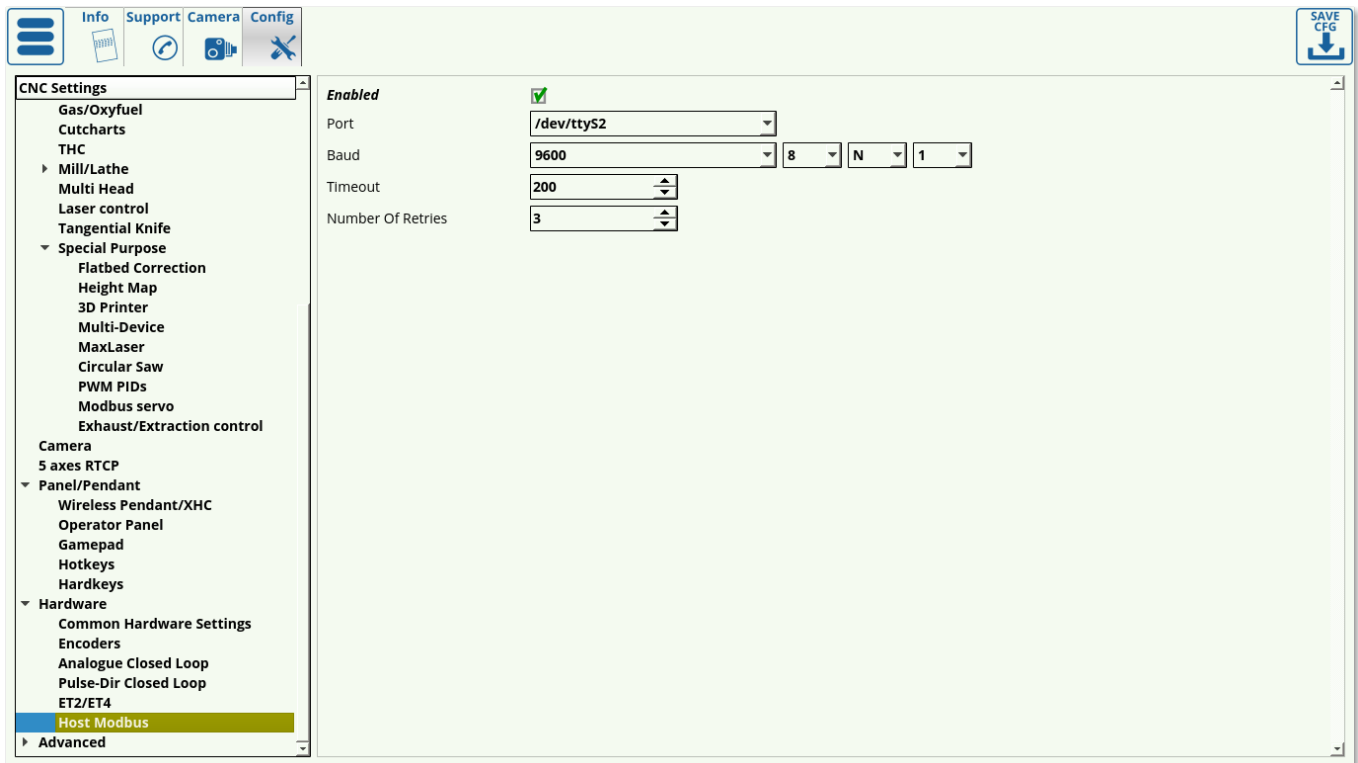 Info Support Camera Config
SAVE
CFG
CNC Settings
Gas/Oxyfuel
Cutcharts
THC
Mill/Lathe
Multi Head
Laser control
Tangential Knife
Special Purpose
Flatbed Correction
Height Map
3D Printer
Multi-Device
MaxLaser
Circular Saw
PWM PIDs
Modbus servo
Exhaust/Extraction control
Camera
5 axes RTCP
Panel/Pendant
Wireless Pendant/XHC
Operator Panel
Gamepad
Hotkeys
Hardkeys
Hardware
Common Hardware Settings
Encoders
Analogue Closed Loop
Pulse-Dir Closed Loop
ET2/ET4
Host Modbus
Advanced
Enabled
Port /dev/ttyS2
Baud 9600 8 N 1
Timeout 200
Number Of Retries 3